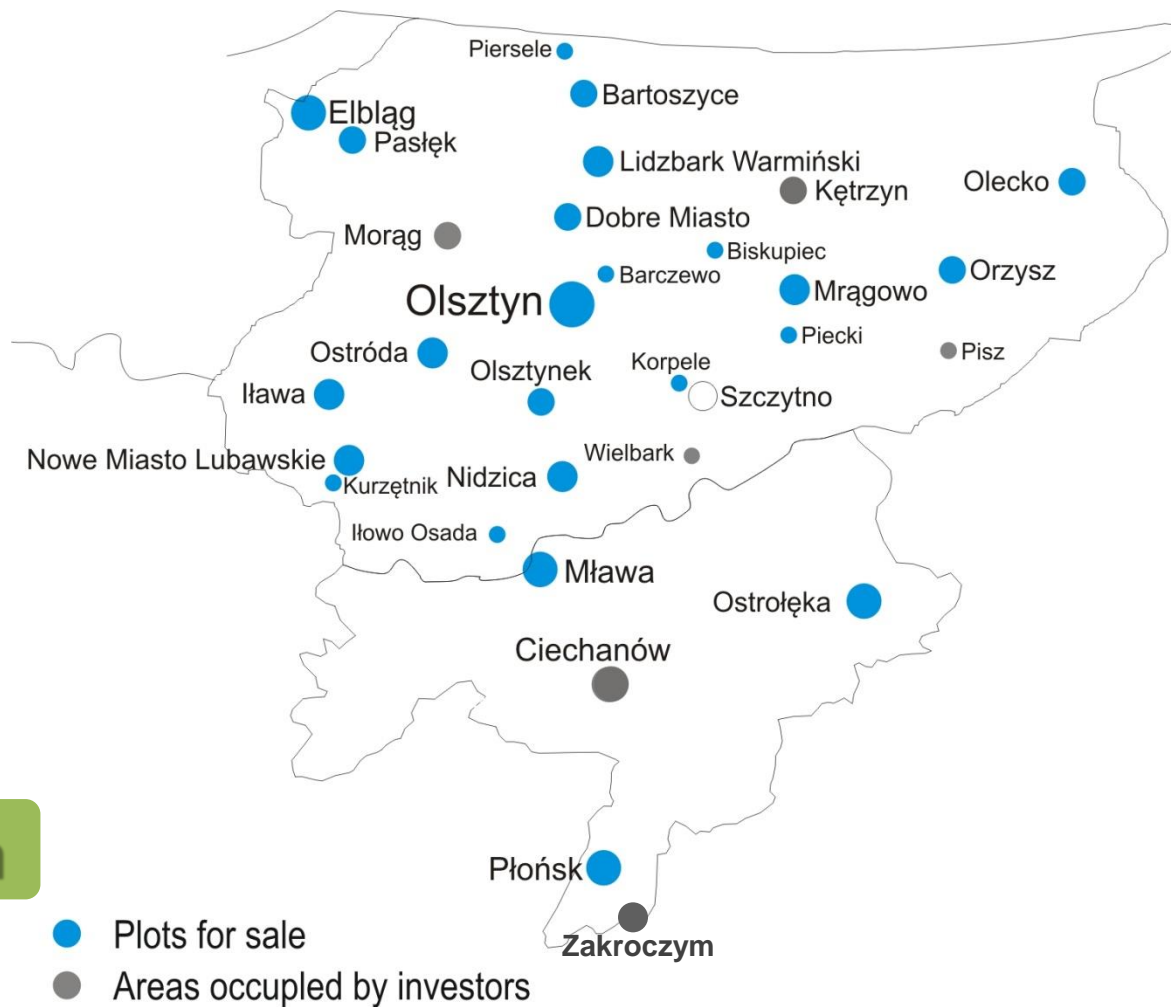 Piersele
Bartoszyce
Elbląg
Pasłęk
Lidzbark Warmiński
Kętrzyn
Olecko
Dobre Miasto
Morąg
Biskupiec
Barczewo
Orzysz
Mrągowo
Olsztyn
Piecki
Ostróda
Pisz
Korpele
Olsztynek
Iława
Szczytno
Wielbark
Nowe Miasto Lubawskie
Nidzica
Kurzętnik
Iłowo Osada
Mława
Ostrołęka
Ciechanów
Płońsk
Zakroczym
Plots for sale
Areas occupied by investors